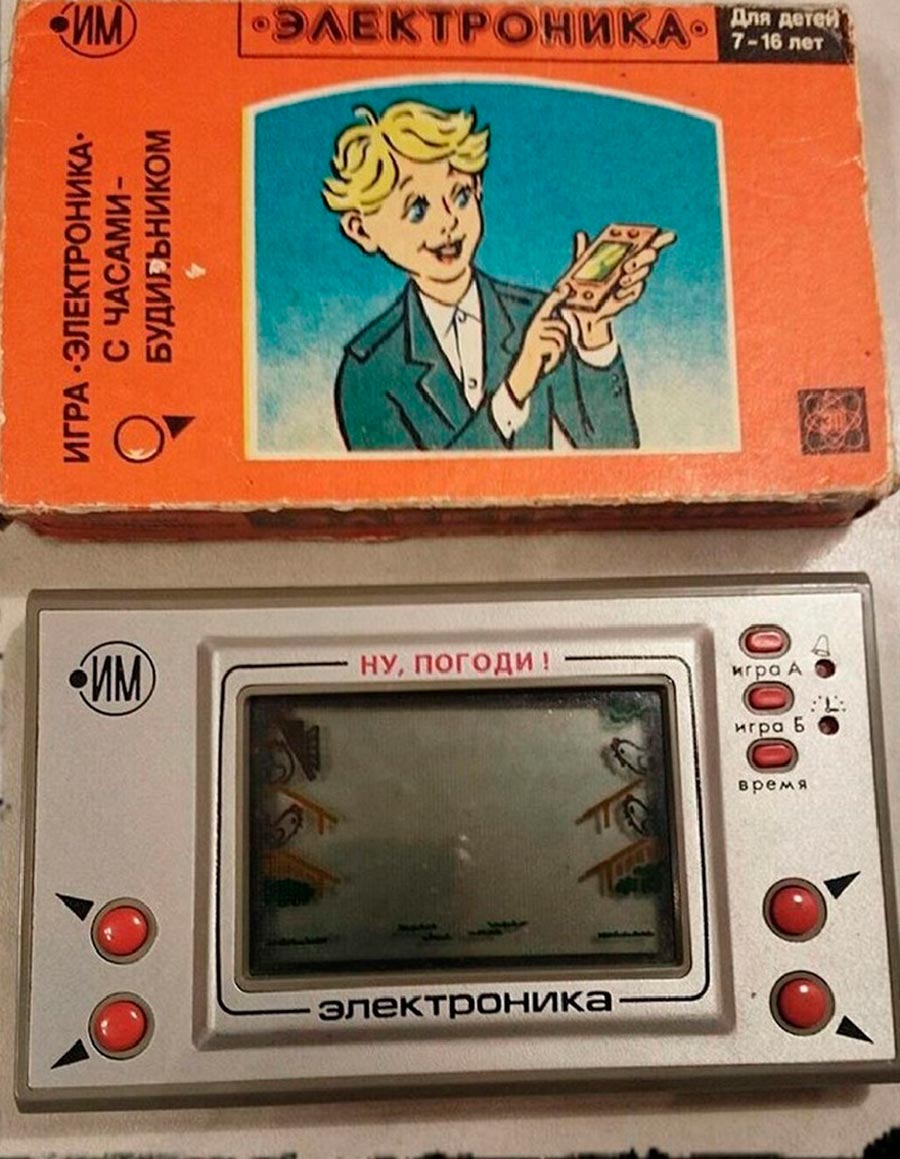 ИМ
•ЭЛЕКТРОНИКА•
Для детей
7-16 лет
ИГРА •ЭЛЕКТРОНИКА•
С ЧАСАМИ-
БУДИЛЬНИКОМ
ИМ
НУ, ПОГОДИ!
игра А
игра Б
время
электроника